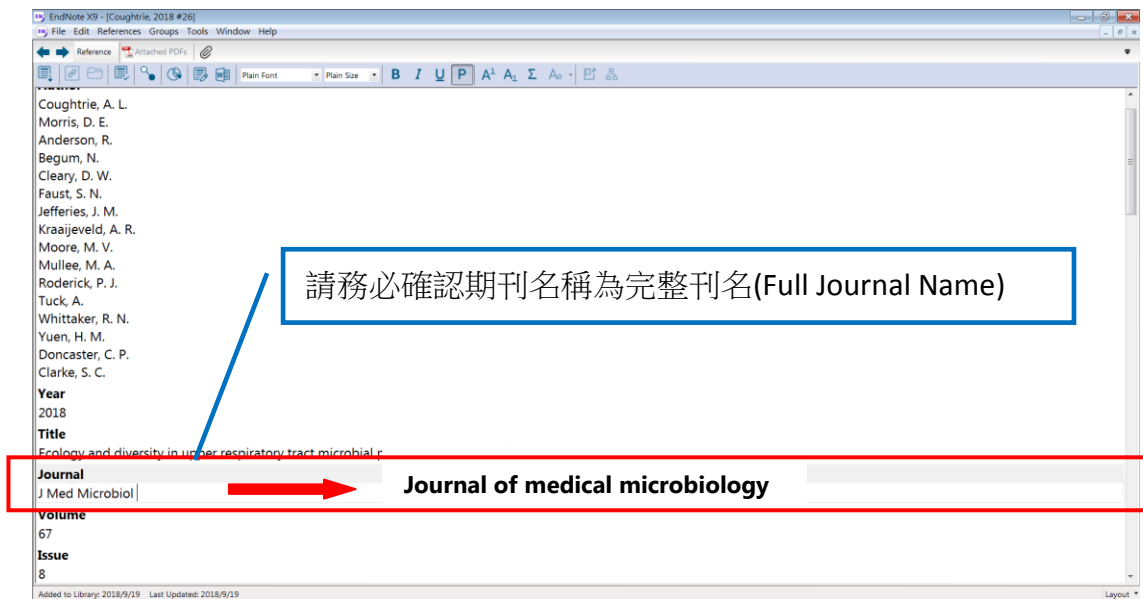 EndNote X9 - [Coughtrie, 2018 #26]
File Edit References Groups Tools Window Help
Reference Attached PDFs
Plain Font Plain Size B I U P A¹ A₁ Σ Aa
Author
Coughtrie, A. L.
Morris, D. E.
Anderson, R.
Begum, N.
Cleary, D. W.
Faust, S. N.
Jefferies, J. M.
Kraaijeveld, A. R.
Moore, M. V.
Mullee, M. A.
Roderick, P. J.
Tuck, A.
Whittaker, R. N.
Yuen, H. M.
Doncaster, C. P.
Clarke, S. C.
請務必確認期刊名稱為完整刊名(Full Journal Name)
Year
2018
Title
Ecology and diversity in upper respiratory tract microbial
Journal
J Med Microbiol
Journal of medical microbiology
Volume
67
Issue
8
Added to Library: 2018/9/19 Last Updated: 2018/9/19 Layout